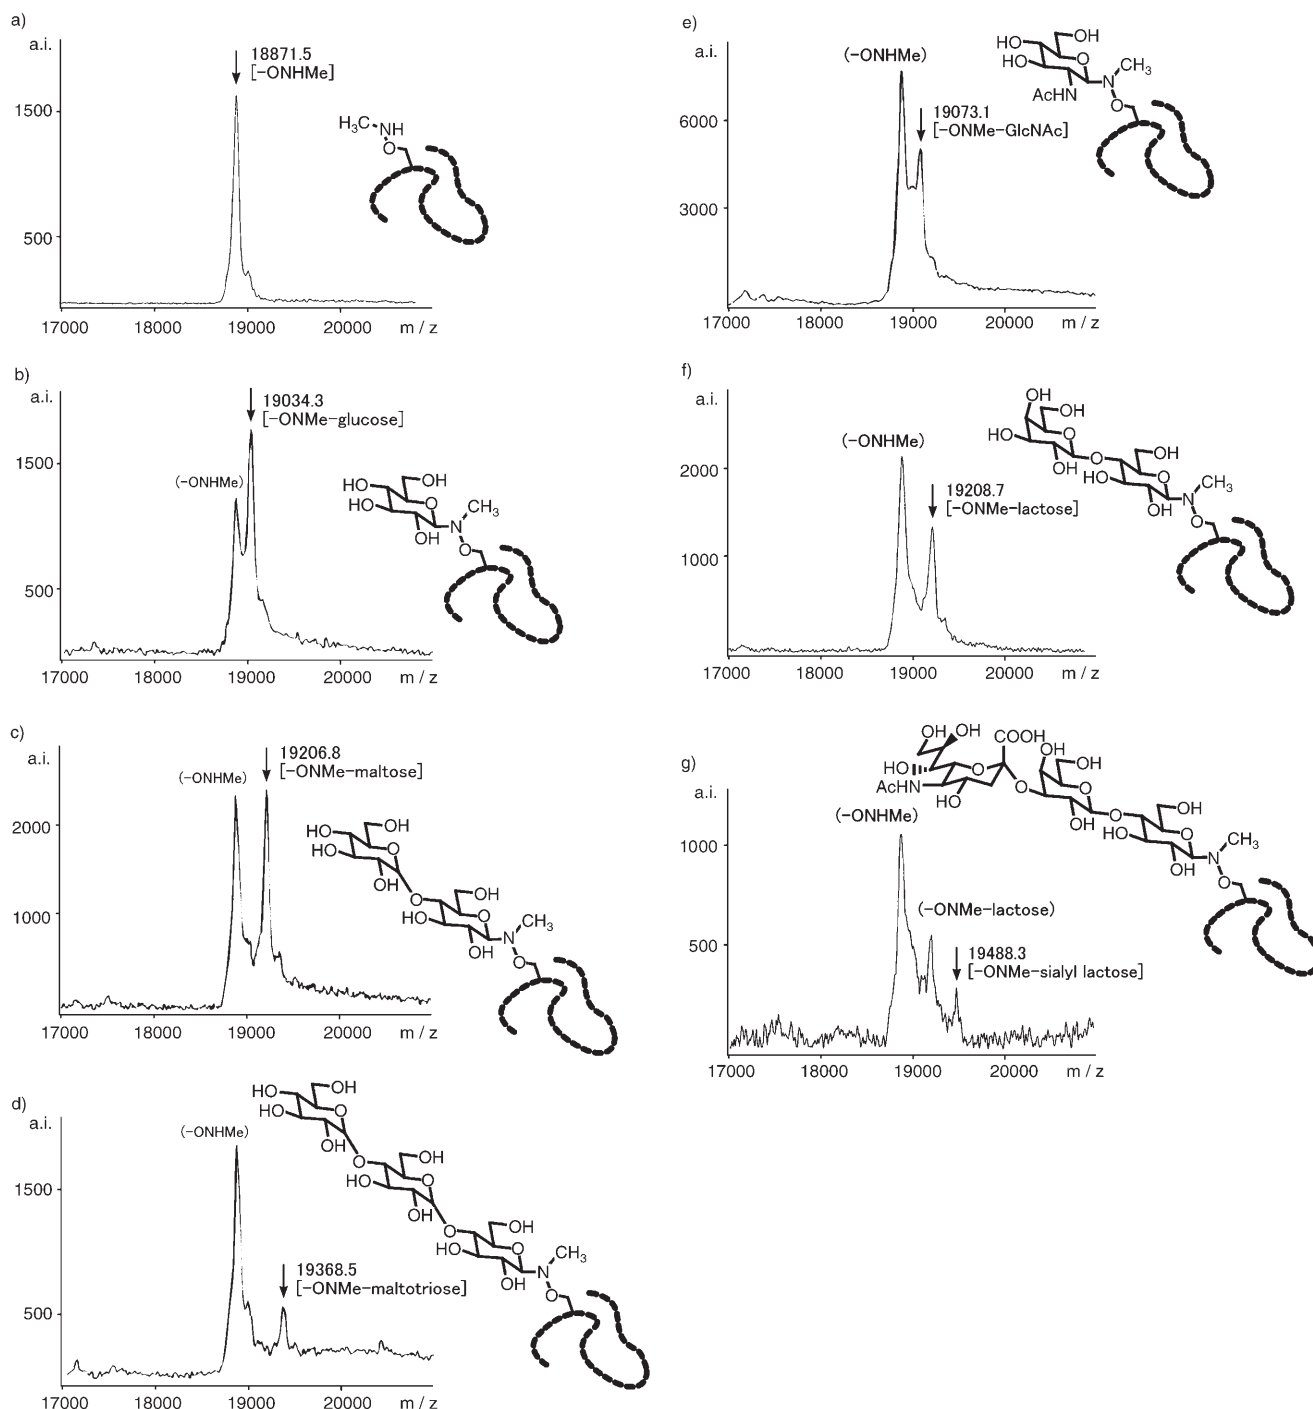 a)
a.i.
18871.5
[-ONHMe]
1500
500
H₃C
NH
O
17000 18000 19000 20000 m / z
b)
a.i.
19034.3
[-ONMe-glucose]
1500
(-ONHMe)
500
HO
OH
HO
O
OH
N
CH₃
O
17000 18000 19000 20000 m / z
c)
a.i.
19206.8
[-ONMe-maltose]
(-ONHMe)
2000
1000
HO
OH
HO
O
OH
O
OH
HO
O
OH
N
CH₃
O
17000 18000 19000 20000 m / z
d)
a.i.
(-ONHMe)
1500
19368.5
[-ONMe-maltotriose]
500
HO
OH
HO
O
OH
O
OH
HO
O
OH
O
OH
HO
O
OH
N
CH₃
O
17000 18000 19000 20000 m / z
e)
a.i.
(-ONHMe)
19073.1
[-ONMe-GlcNAc]
6000
3000
HO
OH
HO
O
AcHN
N
CH₃
O
17000 18000 19000 20000 m / z
f)
a.i.
(-ONHMe)
19208.7
[-ONMe-lactose]
2000
1000
OH
OH
HO
O
OH
O
OH
HO
O
OH
N
CH₃
O
17000 18000 19000 20000 m / z
g)
a.i.
(-ONHMe)
(-ONMe-lactose)
19488.3
[-ONMe-sialyl lactose]
1000
500
OH
OH
COOH
HO
O
AcHN
HO
O
OH
OH
O
OH
O
OH
HO
O
OH
N
CH₃
O
17000 18000 19000 20000 m / z